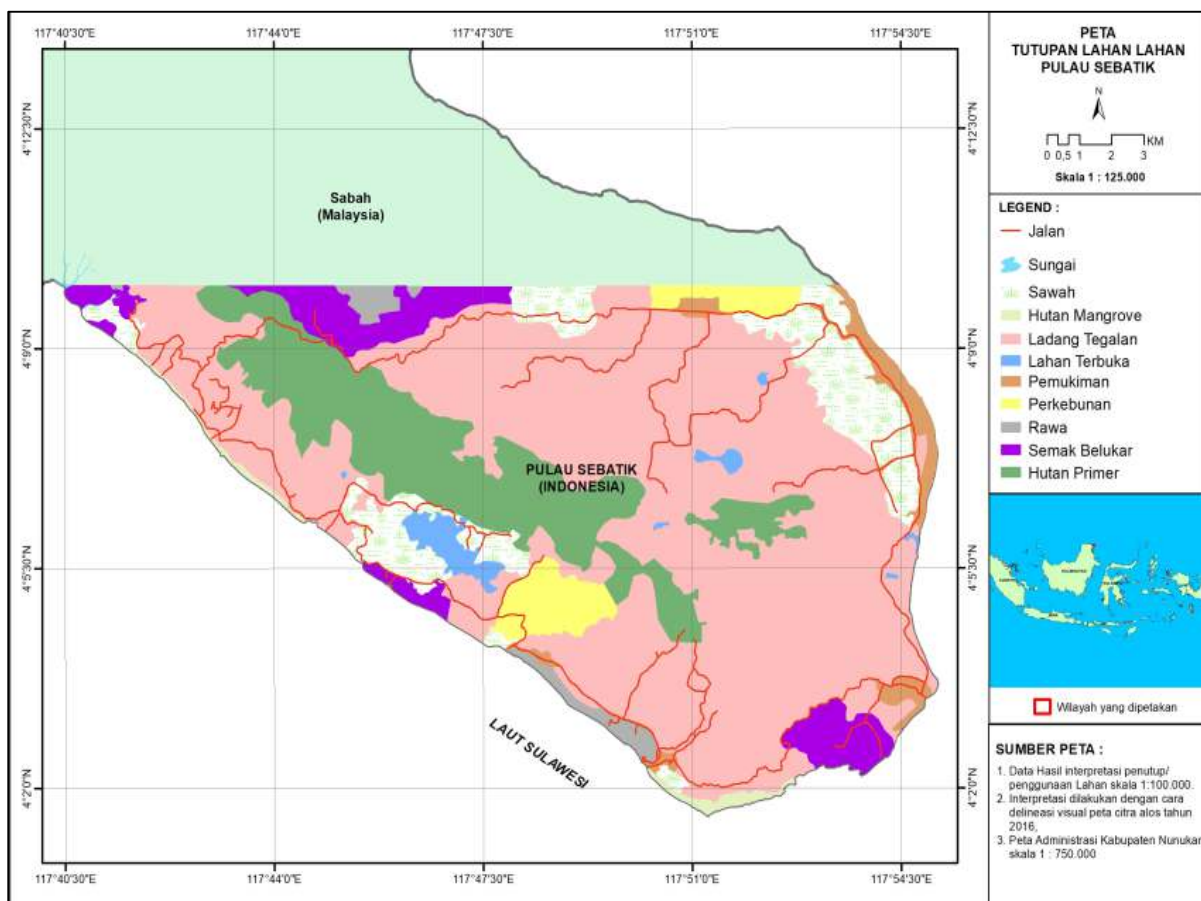 117°40'30"E 117°44'0"E 117°47'30"E 117°51'0"E 117°54'30"E
4°12'30"N 4°12'30"N
Sabah
(Malaysia)
4°9'0"N 4°9'0"N
PULAU SEBATIK
(INDONESIA)
4°5'30"N 4°5'30"N
LAUT SULAWESI
4°2'0"N 4°2'0"N
117°40'30"E 117°44'0"E 117°47'30"E 117°51'0"E 117°54'30"E
PETA
TUTUPAN LAHAN LAHAN
PULAU SEBATIK
N
KM
0 0,5 1 2 3
Skala 1 : 125.000
LEGEND :
Jalan
Sungai
Sawah
Hutan Mangrove
Ladang Tegalan
Lahan Terbuka
Pemukiman
Perkebunan
Rawa
Semak Belukar
Hutan Primer
Wilayah yang dipetakan
SUMBER PETA :
1. Data Hasil interpretasi penutup/
penggunaan Lahan skala 1:100.000.
2. Interpretasi dilakukan dengan cara
delineasi visual peta citra alos tahun
2016,
3. Peta Administrasi Kabupaten Nunukan
skala 1 : 750.000